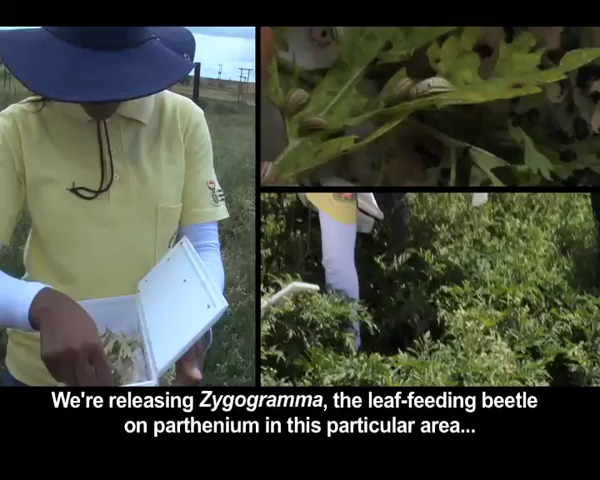 We're releasing Zygogramma, the leaf-feeding beetle
on parthenium in this particular area...